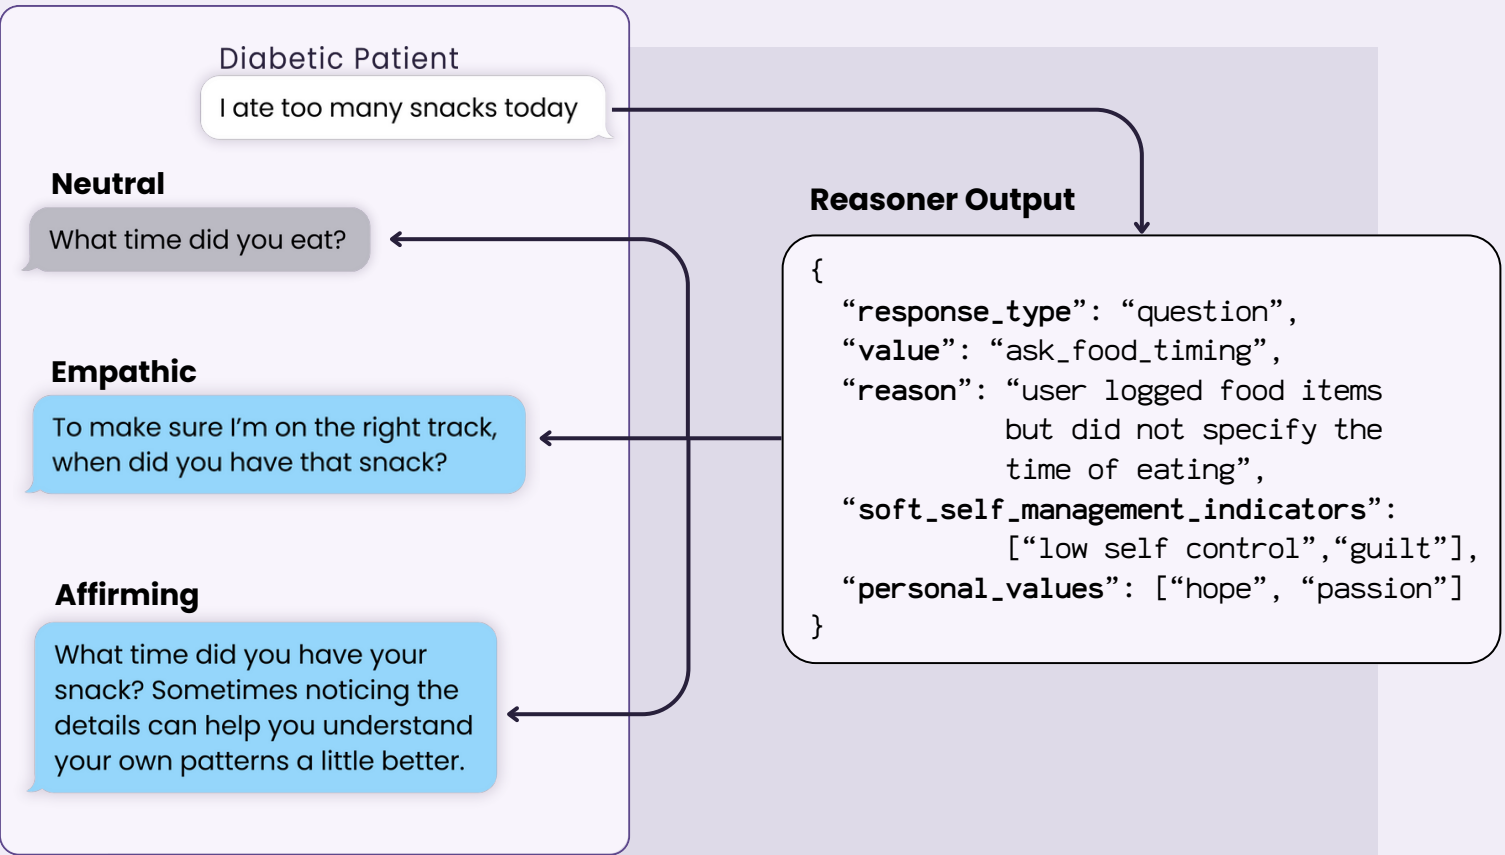 Diabetic Patient
I ate too many snacks today
Neutral
What time did you eat?
Empathic
To make sure I’m on the right track,
when did you have that snack?
Affirming
What time did you have your
snack? Sometimes noticing the
details can help you understand
your own patterns a little better.
Reasoner Output
{
“response_type”: “question”,
“value”: “ask_food_timing”,
“reason”: “user logged food items
but did not specify the
time of eating”,
“soft_self_management_indicators”:
[“low self control”,“guilt”],
“personal_values”: [“hope”, “passion”]
}